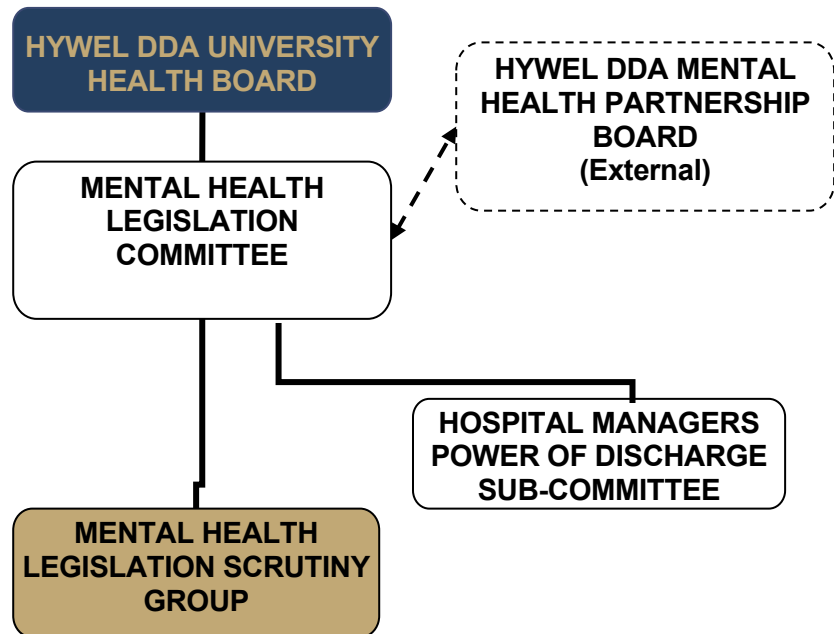 HYWEL DDA UNIVERSITY
HEALTH BOARD
HYWEL DDA MENTAL
HEALTH PARTNERSHIP
BOARD
(External)
MENTAL HEALTH
LEGISLATION
COMMITTEE
HOSPITAL MANAGERS
POWER OF DISCHARGE
SUB-COMMITTEE
MENTAL HEALTH
LEGISLATION SCRUTINY
GROUP